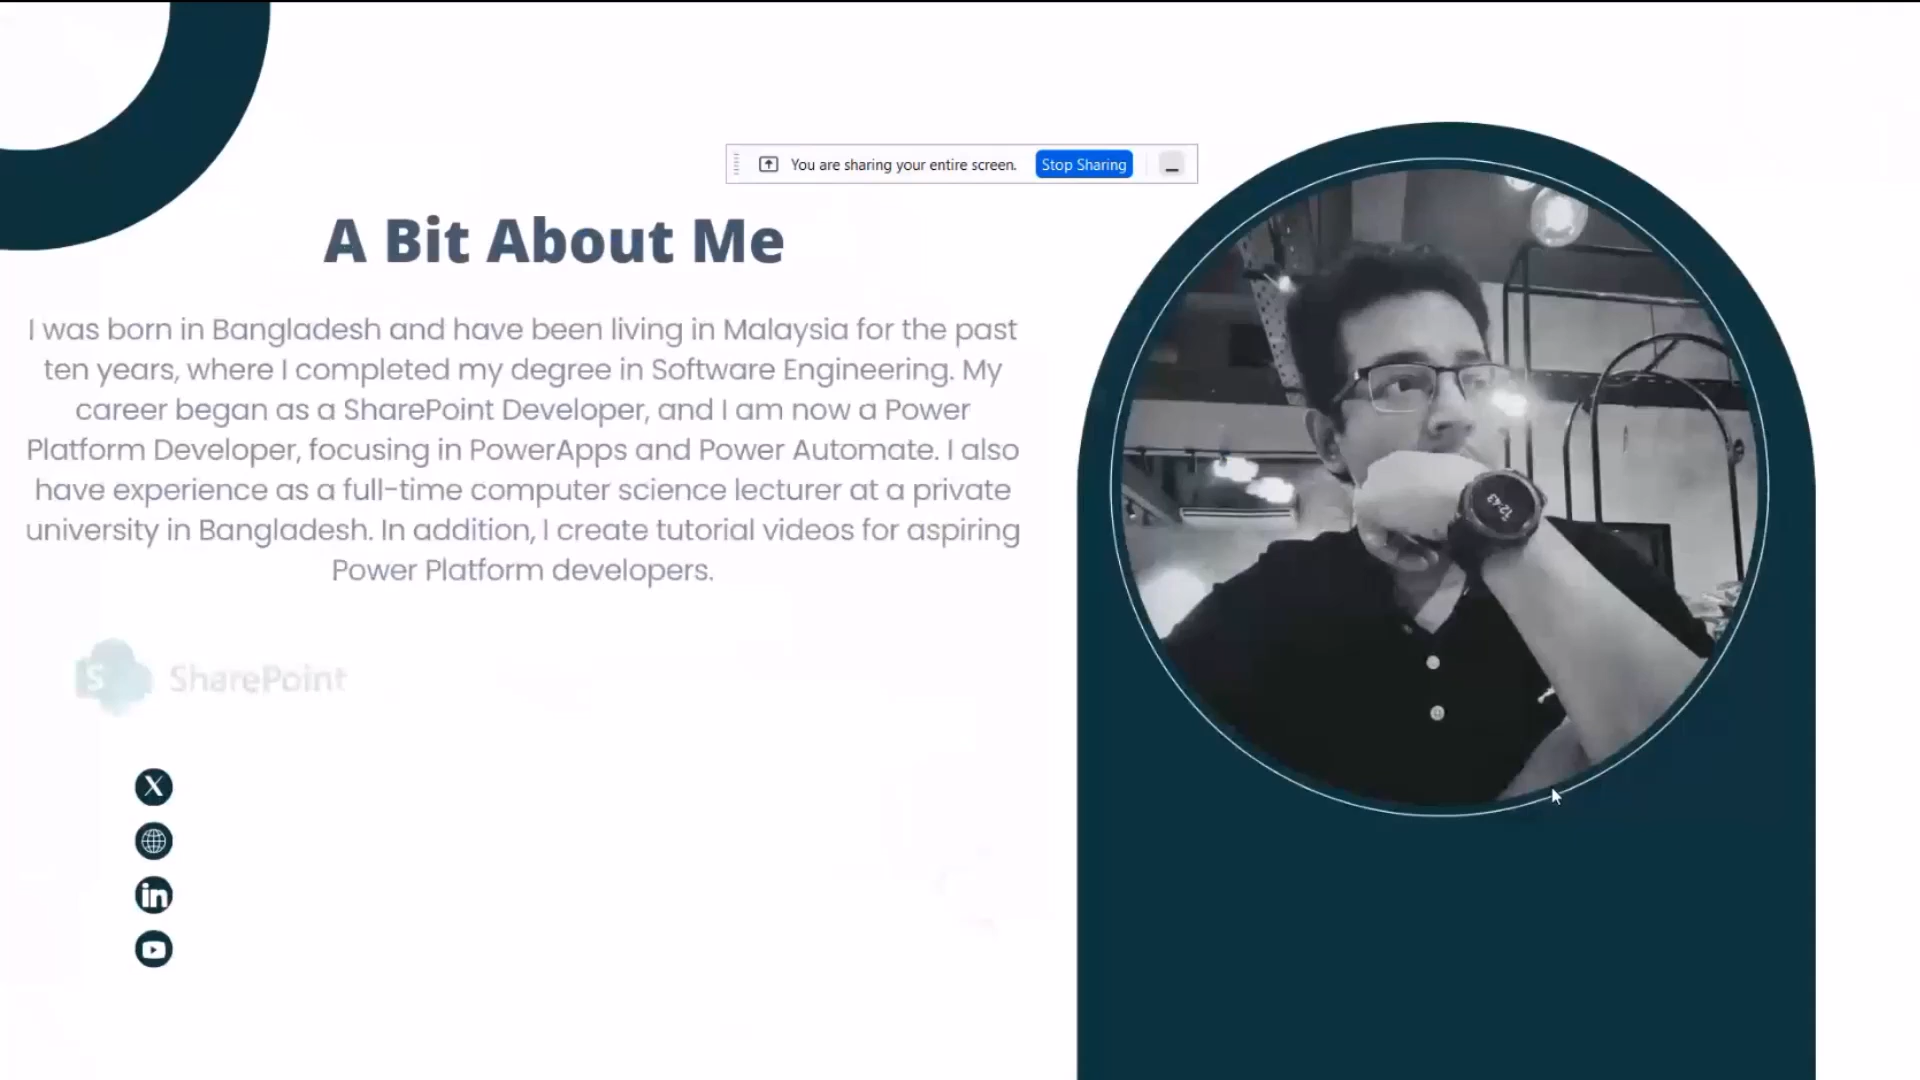 You are sharing your entire screen. Stop Sharing
A Bit About Me
I was born in Bangladesh and have been living in Malaysia for the past
ten years, where I completed my degree in Software Engineering. My
career began as a SharePoint Developer, and I am now a Power
Platform Developer, focusing in PowerApps and Power Automate. I also
have experience as a full-time computer science lecturer at a private
university in Bangladesh. In addition, I create tutorial videos for aspiring
Power Platform developers.
S SharePoint
X
in
12:43